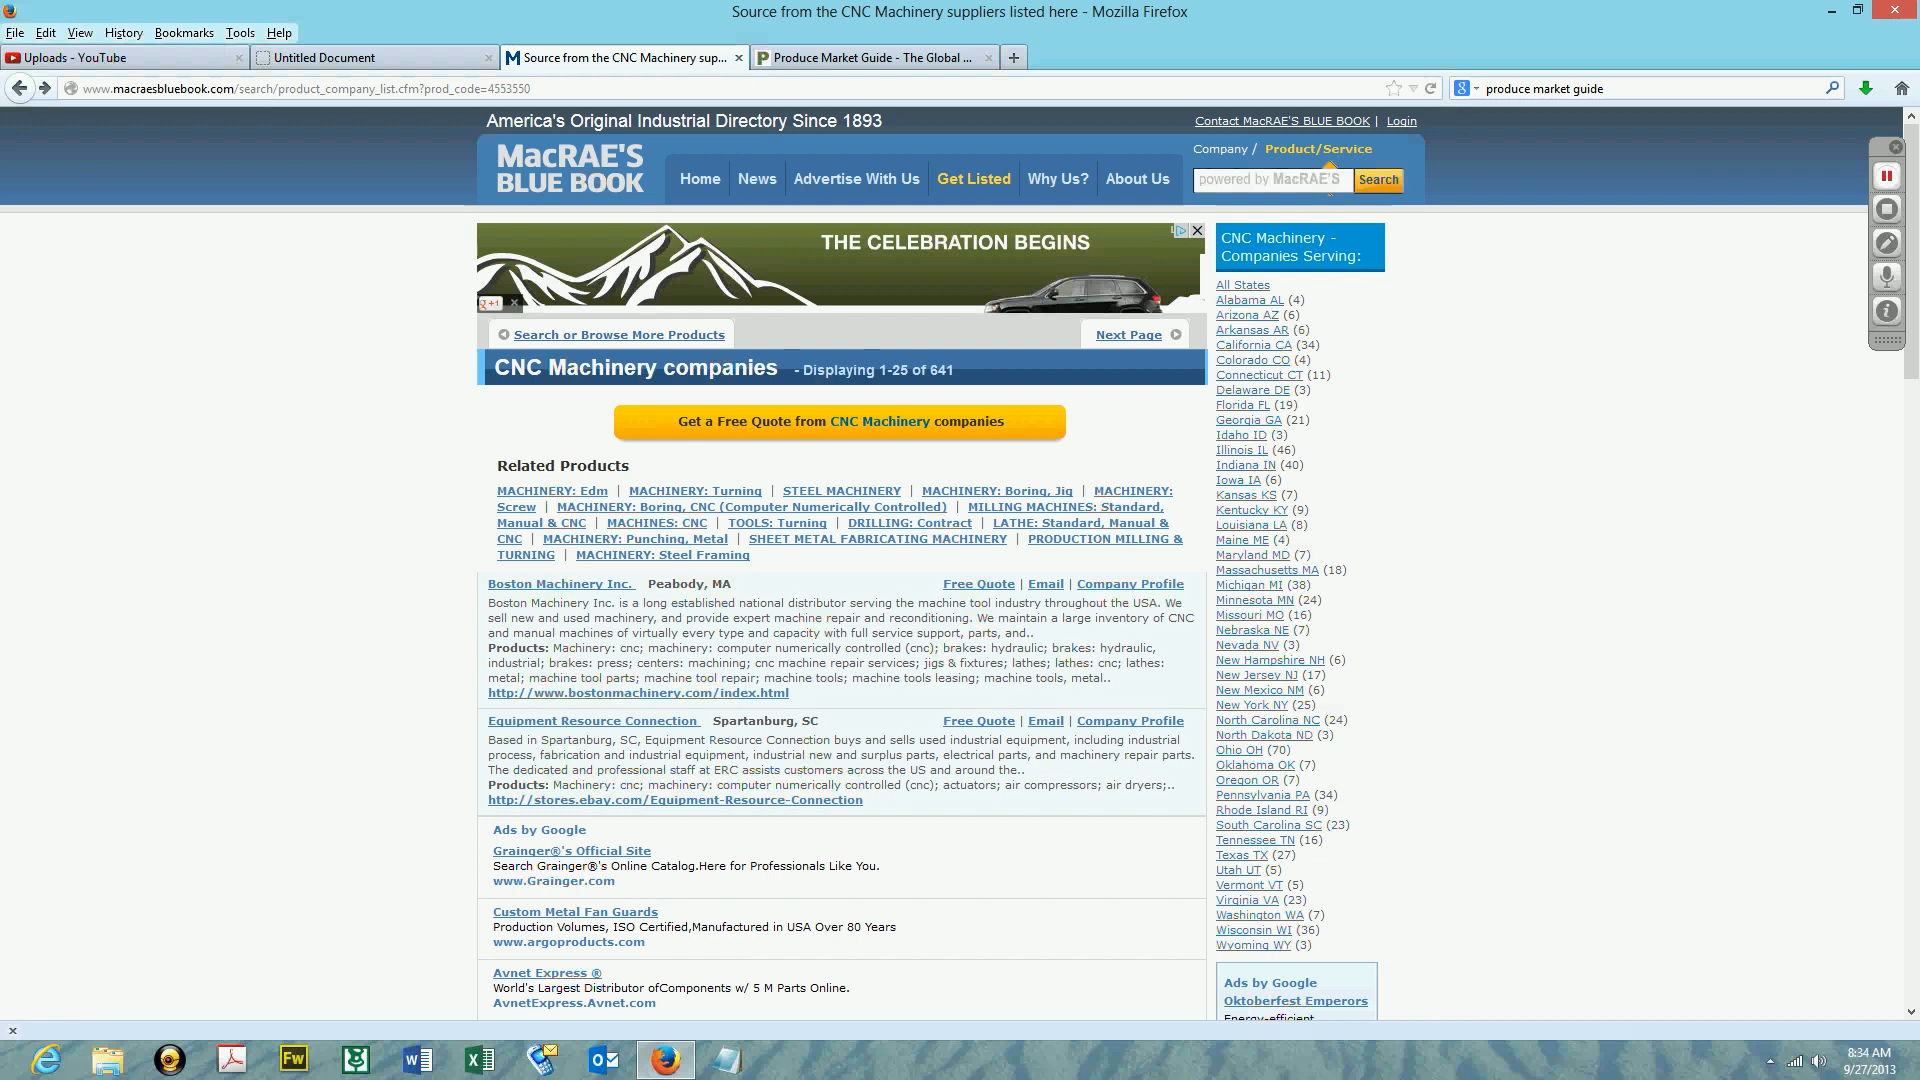 Source from the CNC Machinery suppliers listed here - Mozilla Firefox
File Edit View History Bookmarks Tools Help
Uploads - YouTube
Untitled Document
Source from the CNC Machinery sup...
Produce Market Guide - The Global ...
www.macraesbluebook.com/search/product_company_list.cfm?prod_code=4553550
produce market guide
America's Original Industrial Directory Since 1893
Contact MacRAE'S BLUE BOOK | Login
MacRAE'S
BLUE BOOK
Home News Advertise With Us Get Listed Why Us? About Us
Company / Product/Service
powered by MacRAE'S Search
THE CELEBRATION BEGINS
+1
Search or Browse More Products
Next Page
CNC Machinery companies - Displaying 1-25 of 641
Get a Free Quote from CNC Machinery companies
Related Products
MACHINERY: Edm | MACHINERY: Turning | STEEL MACHINERY | MACHINERY: Boring, Jig | MACHINERY:
Screw | MACHINERY: Boring, CNC (Computer Numerically Controlled) | MILLING MACHINES: Standard,
Manual & CNC | MACHINES: CNC | TOOLS: Turning | DRILLING: Contract | LATHE: Standard, Manual &
CNC | MACHINERY: Punching, Metal | SHEET METAL FABRICATING MACHINERY | PRODUCTION MILLING &
TURNING | MACHINERY: Steel Framing
Boston Machinery Inc. Peabody, MA Free Quote | Email | Company Profile
Boston Machinery Inc. is a long established national distributor serving the machine tool industry throughout the USA. We
sell new and used machinery, and provide expert machine repair and reconditioning. We maintain a large inventory of CNC
and manual machines of virtually every type and capacity with full service support, parts, and..
Products: Machinery: cnc; machinery: computer numerically controlled (cnc); brakes: hydraulic; brakes: hydraulic,
industrial; brakes: press; centers: machining; cnc machine repair services; jigs & fixtures; lathes; lathes: cnc; lathes:
metal; machine tool parts; machine tool repair; machine tools; machine tools leasing; machine tools, metal..
http://www.bostonmachinery.com/index.html
Equipment Resource Connection Spartanburg, SC Free Quote | Email | Company Profile
Based in Spartanburg, SC, Equipment Resource Connection buys and sells used industrial equipment, including industrial
process, fabrication and industrial equipment, industrial new and surplus parts, electrical parts, and machinery repair parts.
The dedicated and professional staff at ERC assists customers across the US and around the..
Products: Machinery: cnc; machinery: computer numerically controlled (cnc); actuators; air compressors; air dryers;..
http://stores.ebay.com/Equipment-Resource-Connection
Ads by Google
Grainger®'s Official Site
Search Grainger®'s Online Catalog.Here for Professionals Like You.
www.Grainger.com
Custom Metal Fan Guards
Production Volumes, ISO Certified,Manufactured in USA Over 80 Years
www.argoproducts.com
Avnet Express ®
World's Largest Distributor ofComponents w/ 5 M Parts Online.
AvnetExpress.Avnet.com
CNC Machinery -
Companies Serving:
All States
Alabama AL (4)
Arizona AZ (6)
Arkansas AR (6)
California CA (34)
Colorado CO (4)
Connecticut CT (11)
Delaware DE (3)
Florida FL (19)
Georgia GA (21)
Idaho ID (3)
Illinois IL (46)
Indiana IN (40)
Iowa IA (6)
Kansas KS (7)
Kentucky KY (9)
Louisiana LA (8)
Maine ME (4)
Maryland MD (7)
Massachusetts MA (18)
Michigan MI (38)
Minnesota MN (24)
Missouri MO (16)
Nebraska NE (7)
Nevada NV (3)
New Hampshire NH (6)
New Jersey NJ (17)
New Mexico NM (6)
New York NY (25)
North Carolina NC (24)
North Dakota ND (3)
Ohio OH (70)
Oklahoma OK (7)
Oregon OR (7)
Pennsylvania PA (34)
Rhode Island RI (9)
South Carolina SC (23)
Tennessee TN (16)
Texas TX (27)
Utah UT (5)
Vermont VT (5)
Virginia VA (23)
Washington WA (7)
Wisconsin WI (36)
Wyoming WY (3)
Ads by Google
Oktoberfest Emperors
Energy-efficient
8:34 AM
9/27/2013